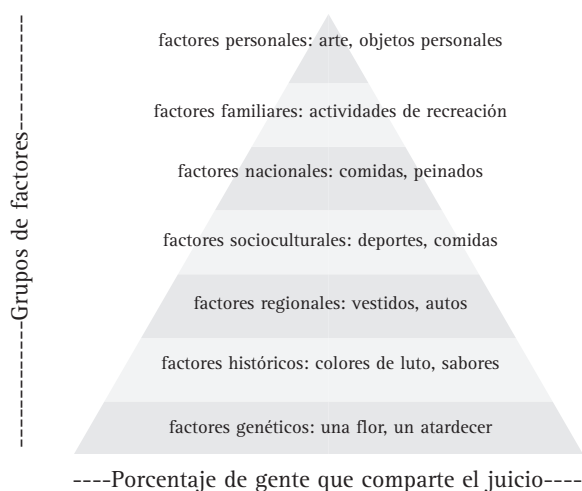 factores personales: arte, objetos personales
factores familiares: actividades de recreación
factores nacionales: comidas, peinados
factores socioculturales: deportes, comidas
factores regionales: vestidos, autos
factores históricos: colores de luto, sabores
factores genéticos: una flor, un atardecer
----------------Grupos de factores----------------
----Porcentaje de gente que comparte el juicio----